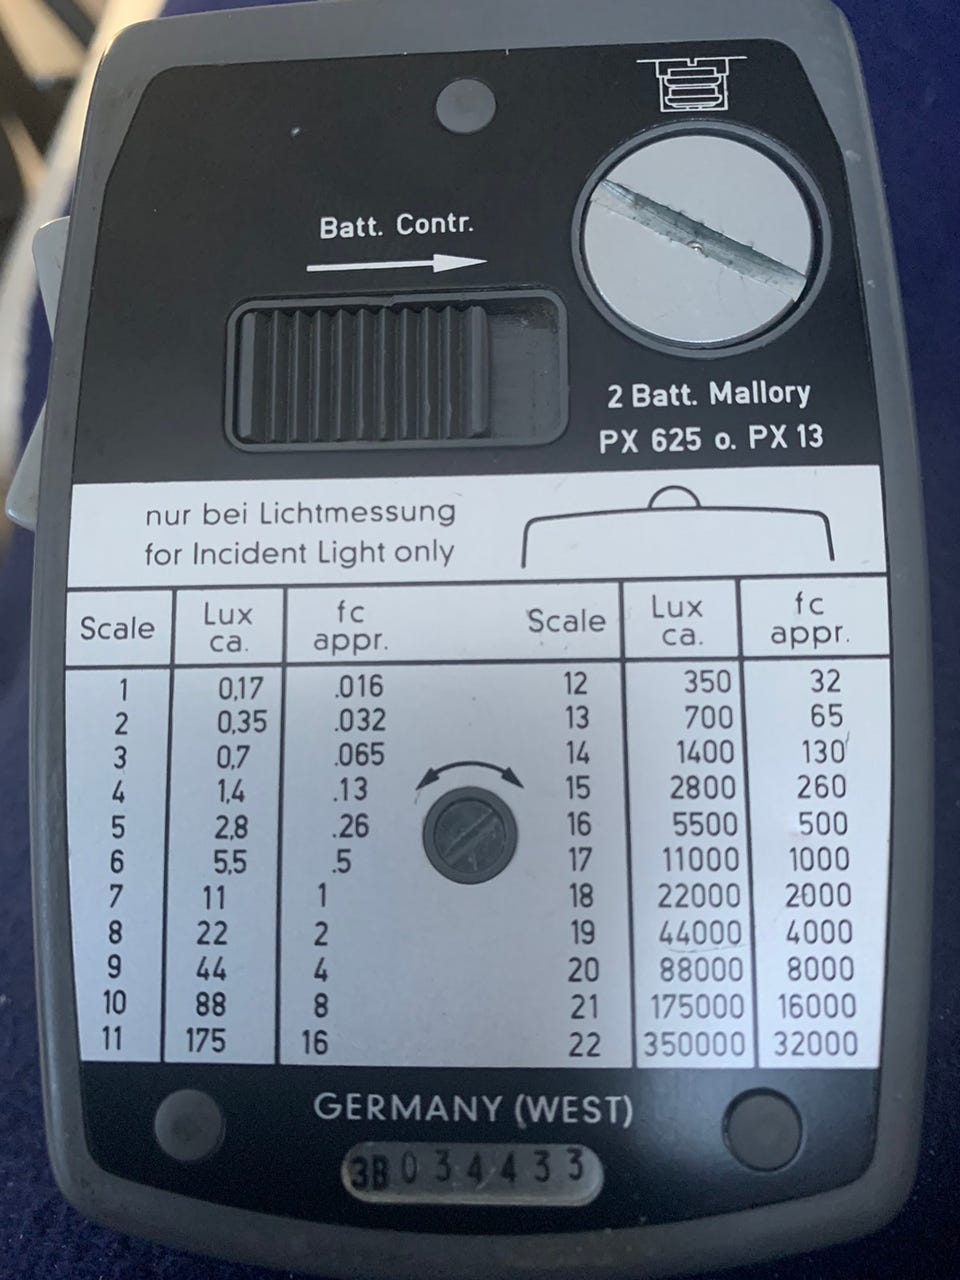 Batt. Contr.
2 Batt. Mallory
PX 625 o. PX 13
nur bei Lichtmessung
for Incident Light only
Scale Lux ca. fc appr. Scale Lux ca. fc appr.
1 0,17 .016 12 350 32
2 0,35 .032 13 700 65
3 0,7 .065 14 1400 130
4 1,4 .13 15 2800 260
5 2,8 .26 16 5500 500
6 5,5 .5 17 11000 1000
7 11 1 18 22000 2000
8 22 2 19 44000 4000
9 44 4 20 88000 8000
10 88 8 21 175000 16000
11 175 16 22 350000 32000
GERMANY (WEST)
3B034433